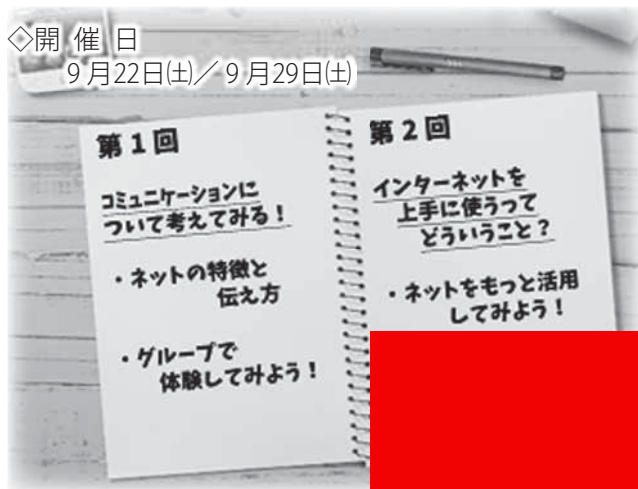 ◇開催日
9月22日㈯／9月29日㈯
第1回
コミュニケーションに
ついて考えてみる！
・ネットの特徴と
伝え方
・グループで
体験してみよう！
第2回
インターネットを
上手に使うって
どういうこと？
・ネットをもっと活用
してみよう！